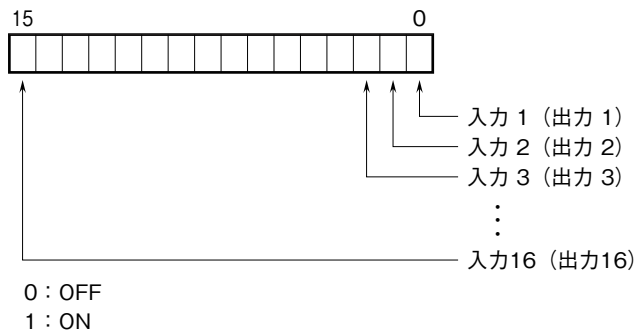 15 0
入力 1（出力 1）
入力 2（出力 2）
入力 3（出力 3）
⋮
入力16（出力16）
0：OFF
1：ON